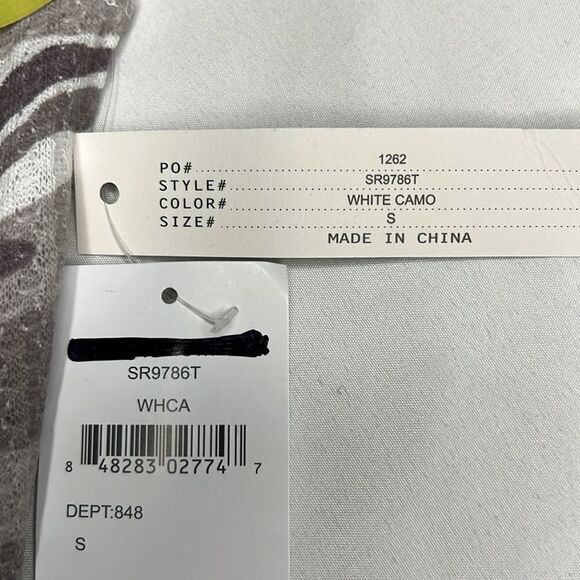 PO# 1262
STYLE# SR9786T
COLOR# WHITE CAMO
SIZE# S
MADE IN CHINA
SR9786T
WHCA
8 48283 02774 7
DEPT:848
S